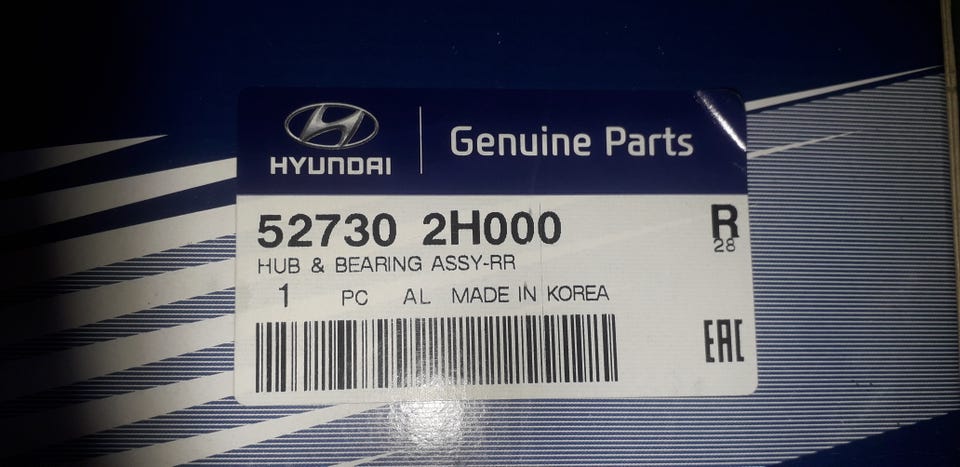 HYUNDAI
Genuine Parts
52730 2H000
R
28
HUB & BEARING ASSY-RR
1 PC AL MADE IN KOREA
EAC